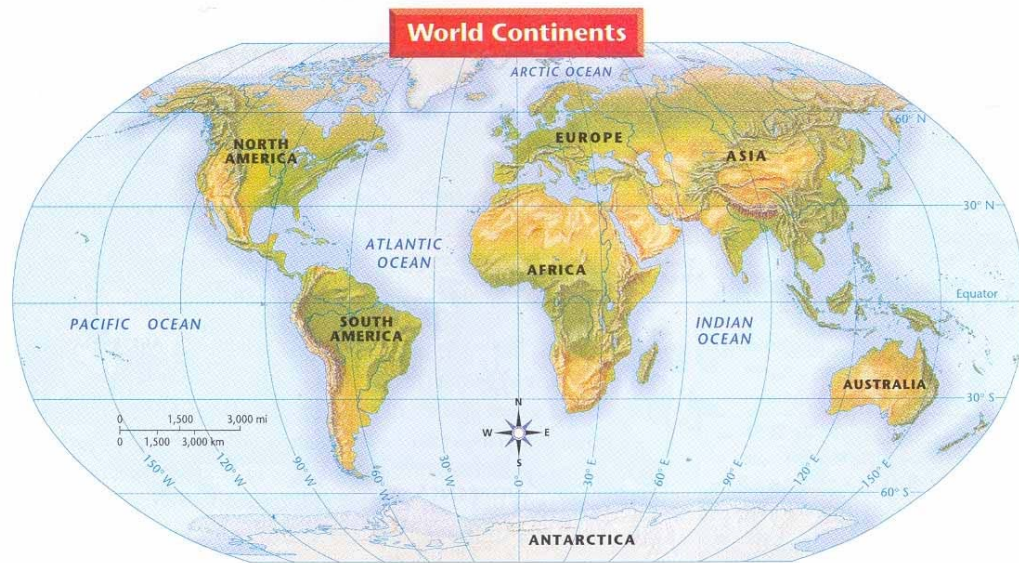 World Continents
ARCTIC OCEAN
60° N
NORTH
AMERICA
EUROPE
ASIA
30° N
ATLANTIC
OCEAN
AFRICA
Equator
PACIFIC OCEAN
SOUTH
AMERICA
INDIAN
OCEAN
AUSTRALIA
30° S
0 1,500 3,000 mi
0 1,500 3,000 km
N
W E
S
150° W
120° W
90° W
60° W
30° W
0°
30° E
60° E
90° E
120° E
150° E
60° S
ANTARCTICA